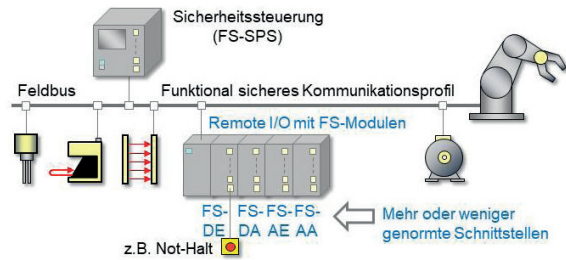 Sicherheitssteuerung
(FS-SPS)
Feldbus
Funktional sicheres Kommunikationsprofil
Remote I/O mit FS-Modulen
FS- FS- FS- FS-
DE DA AE AA
Mehr oder weniger
genormte Schnittstellen
z.B. Not-Halt